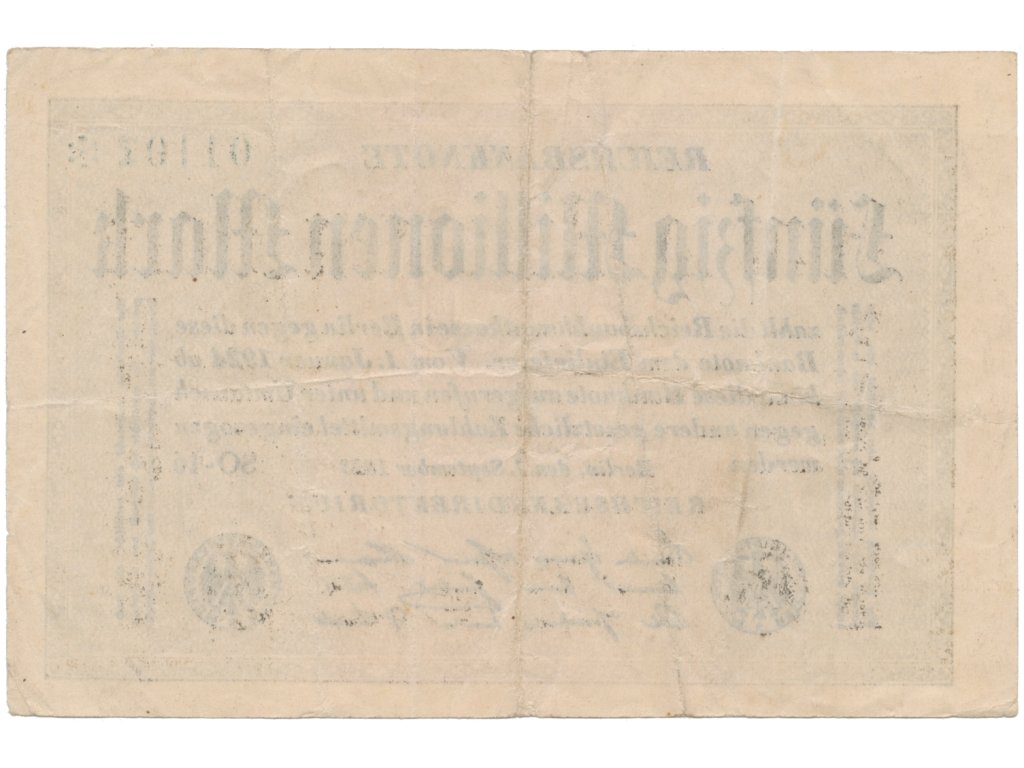 REICHSBANKNOTE
Fünfzig Millionen Mark
zahlt die Reichsbankhauptkasse in Berlin gegen diese
Banknote dem Einlieferer. Vom 1. Januar 1924 ab
kann diese Banknote aufgerufen und unter Umtausch
gegen andere gesetzliche Zahlungsmittel eingezogen
werden
Berlin, den 1. September 1923
SO-16
REICHSBANKDIREKTORIUM